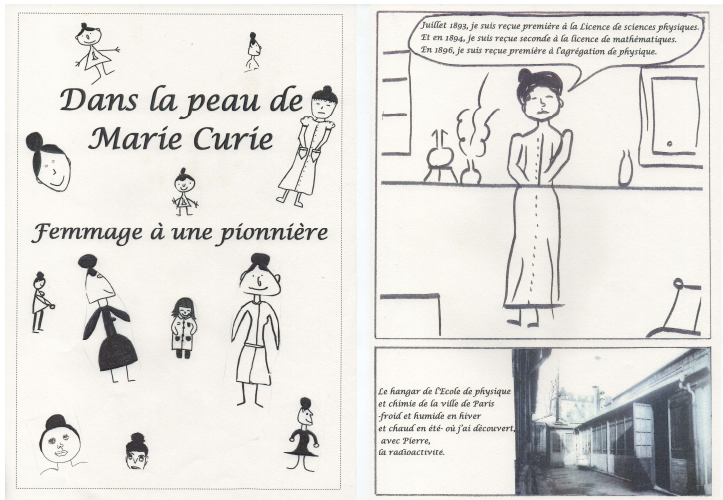 Dans la peau de
Marie Curie
Femmage à une pionnière
Juillet 1893, je suis reçue première à la Licence de sciences physiques.
Et en 1894, je suis reçue seconde à la licence de mathématiques.
En 1896, je suis reçue première à l'agrégation de physique.
Le hangar de l'Ecole de physique
et chimie de la ville de Paris
-froid et humide en hiver
et chaud en été- où j'ai découvert,
avec Pierre,
la radioactivité.